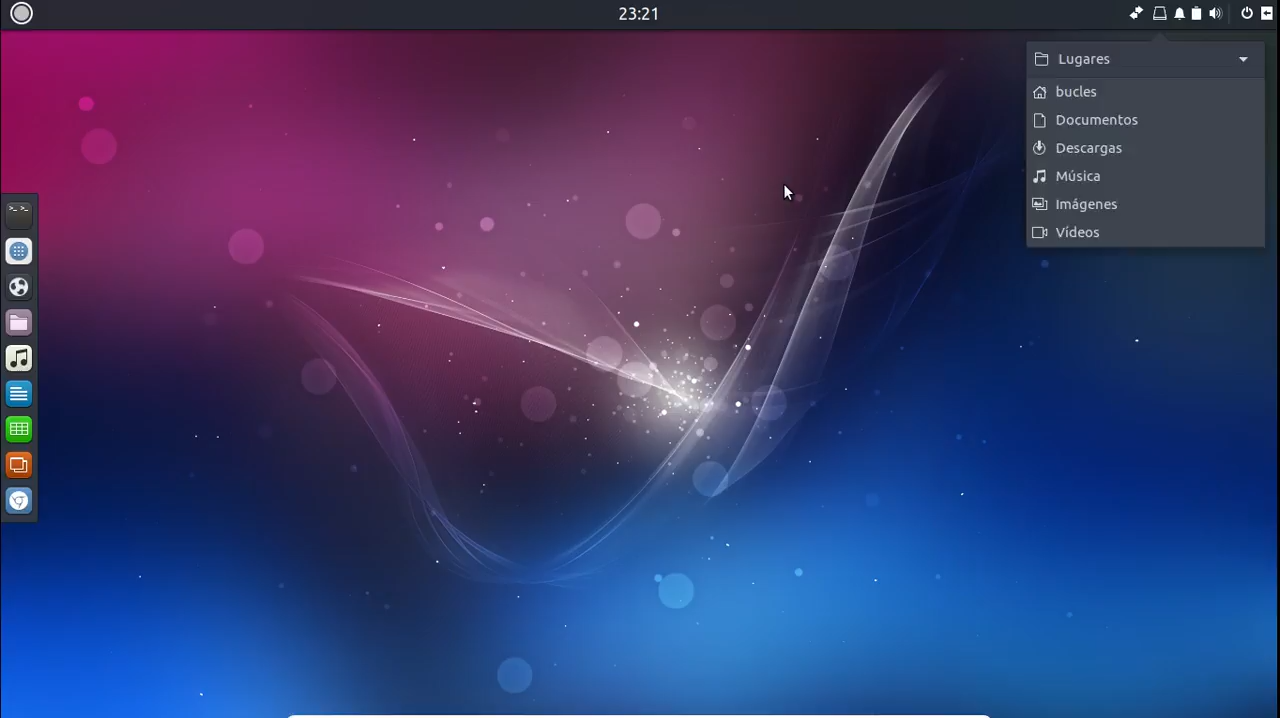 23:21
Lugares
bucles
Documentos
Descargas
Música
Imágenes
Vídeos